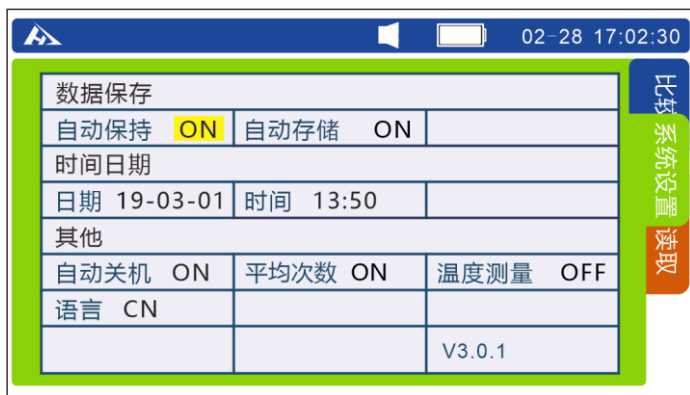 02-28 17:02:30
数据保存
自动保持 ON 自动存储 ON
时间日期
日期 19-03-01 时间 13:50
其他
自动关机 ON 平均次数 ON 温度测量 OFF
语言 CN
V3.0.1
比较
系统设置
读取